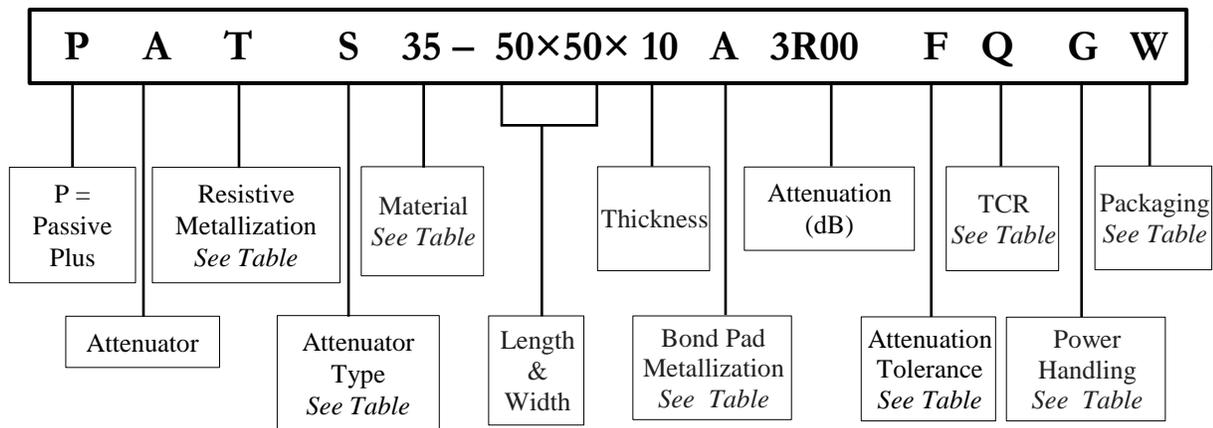 P A T S 35 – 50×50× 10 A 3R00 F Q G W
P =
Passive
Plus
Resistive
Metallization
See Table
Material
See Table
Thickness
Attenuation
(dB)
TCR
See Table
Packaging
See Table
Attenuator
Attenuator
Type
See Table
Length
&
Width
Bond Pad
Metallization
See Table
Attenuation
Tolerance
See Table
Power
Handling
See Table